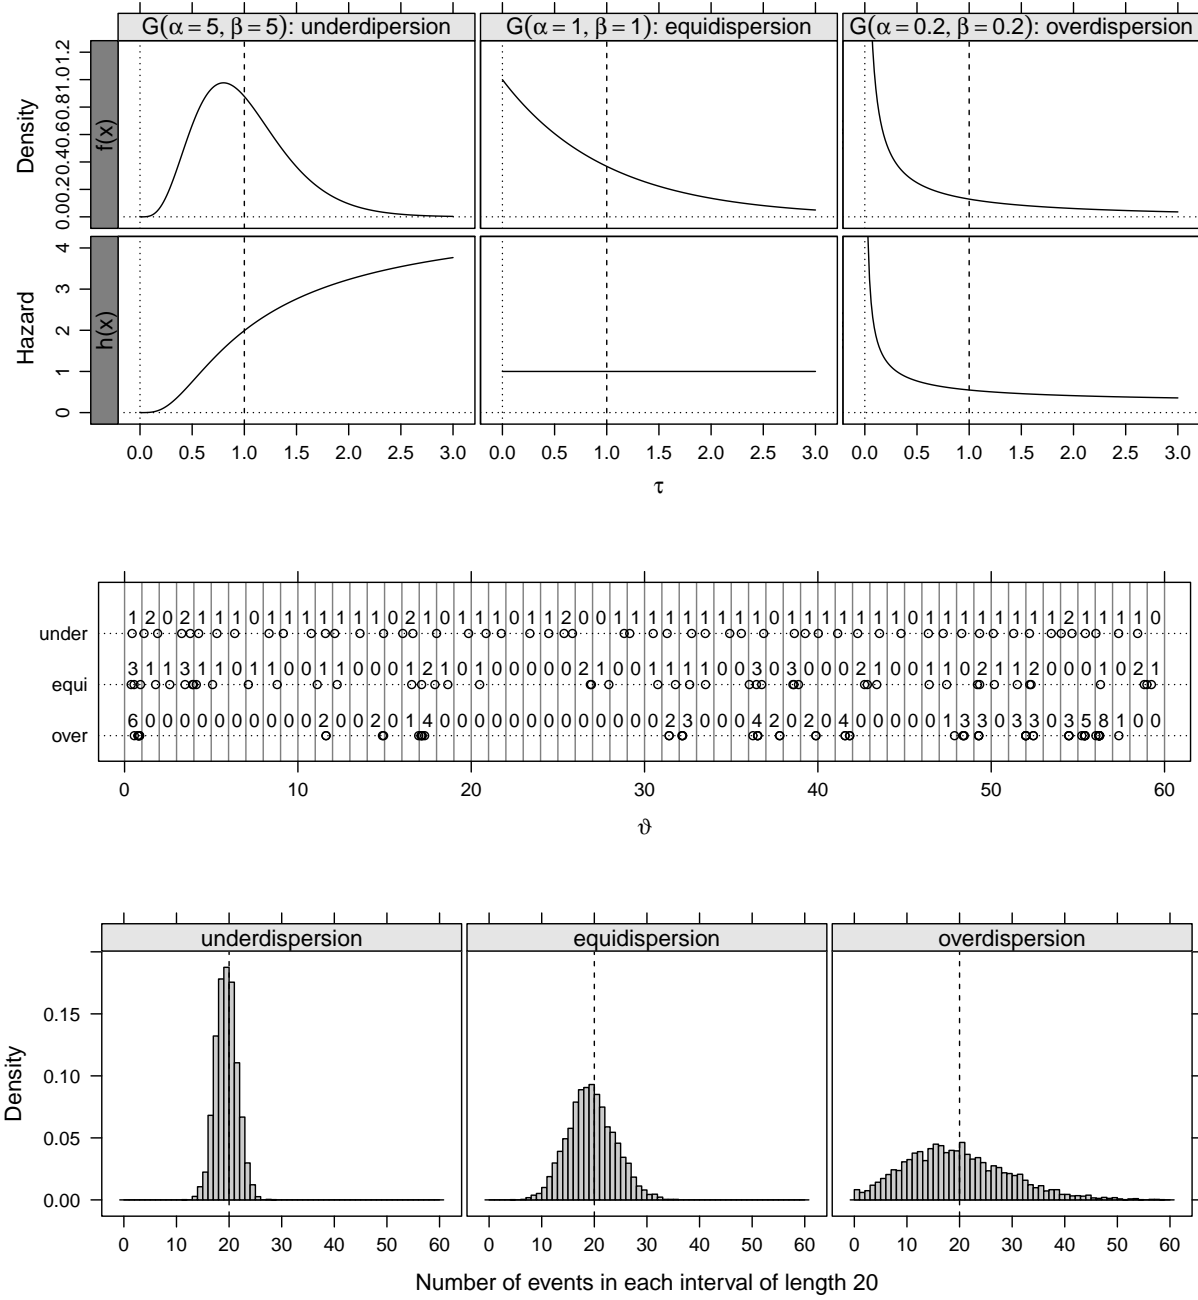 G(α = 5, β = 5): underdipersion
G(α = 1, β = 1): equidispersion
G(α = 0.2, β = 0.2): overdispersion
Density
0.0 0.2 0.4 0.6 0.8 1.0 1.2
f(x)
Hazard
0 1 2 3 4
h(x)
0.0 0.5 1.0 1.5 2.0 2.5 3.0
0.0 0.5 1.0 1.5 2.0 2.5 3.0
0.0 0.5 1.0 1.5 2.0 2.5 3.0
τ
under
1 2 0 2 1 1 1 0 1 1 1 1 1 1 1 0 2 1 0 1 1 1 0 1 1 2 0 0 1 1 1 1 1 1 1 1 1 0 1 1 1 1 1 1 1 1 1 1 1 1 1 1 1 1 2 1 1 1 1 0
equi
3 1 1 3 1 1 0 1 1 0 0 1 1 0 0 0 1 2 1 0 1 0 0 0 0 0 2 1 0 0 1 1 1 1 0 0 3 0 3 0 0 0 2 1 0 0 1 1 0 2 1 1 2 0 0 0 1 0 2 1
over
6 0 0 0 0 0 0 0 0 0 0 2 0 0 2 0 1 4 0 0 0 0 0 0 0 0 0 0 0 0 0 2 3 0 0 0 4 2 0 2 0 4 0 0 0 0 0 1 3 3 0 3 3 0 3 5 8 1 0 0
0 10 20 30 40 50 60
ϑ
underdispersion
equidispersion
overdispersion
Density
0.00 0.05 0.10 0.15
0 10 20 30 40 50 60
0 10 20 30 40 50 60
0 10 20 30 40 50 60
Number of events in each interval of length 20